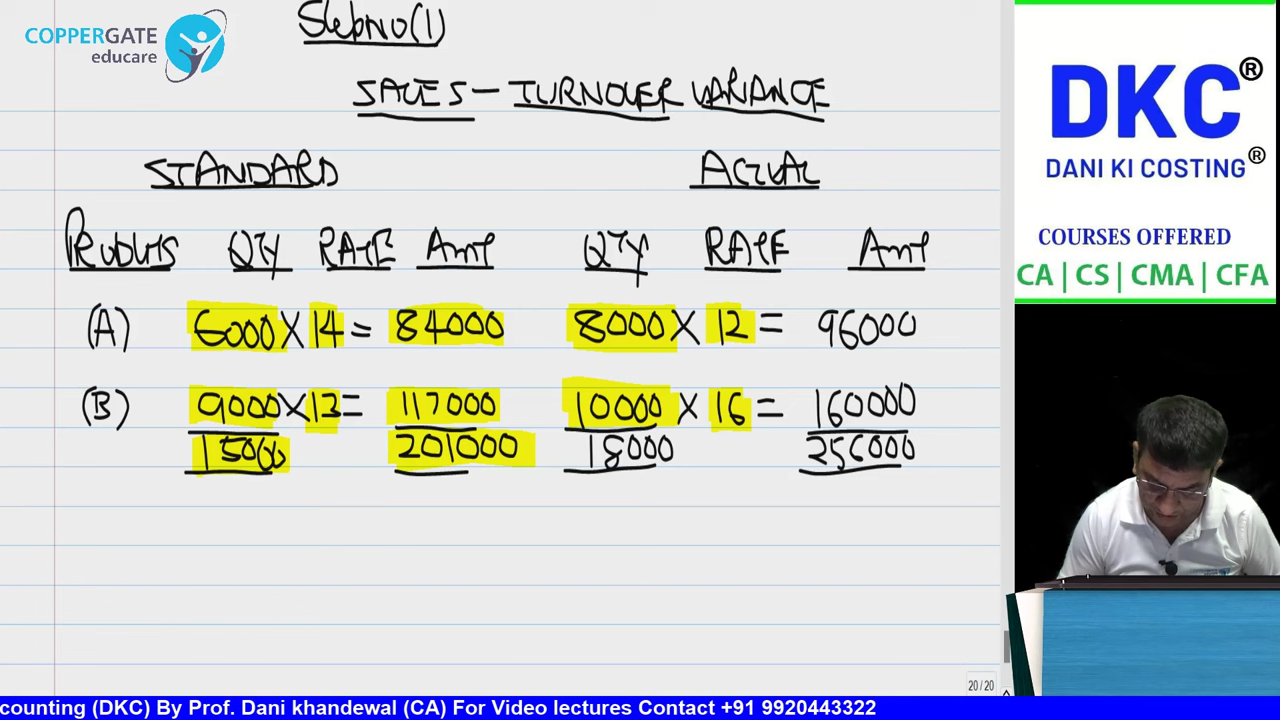 COPPERGATE
educare
Step No (1)
SALES - TURNOVER VARIANCE
STANDARD ACTUAL
Products QTY RATE Amt QTY RATE Amt
(A) 6000 X 14 = 84000 8000 X 12 = 96000
(B) 9000 X 13 = 117000 10000 X 16 = 160000
15000 201000 18000 256000
20 / 20
DKC®
DANI KI COSTING®
COURSES OFFERED
CA | CS | CMA | CFA
counting (DKC) By Prof. Dani khandewal (CA) For Video lectures Contact +91 9920443322